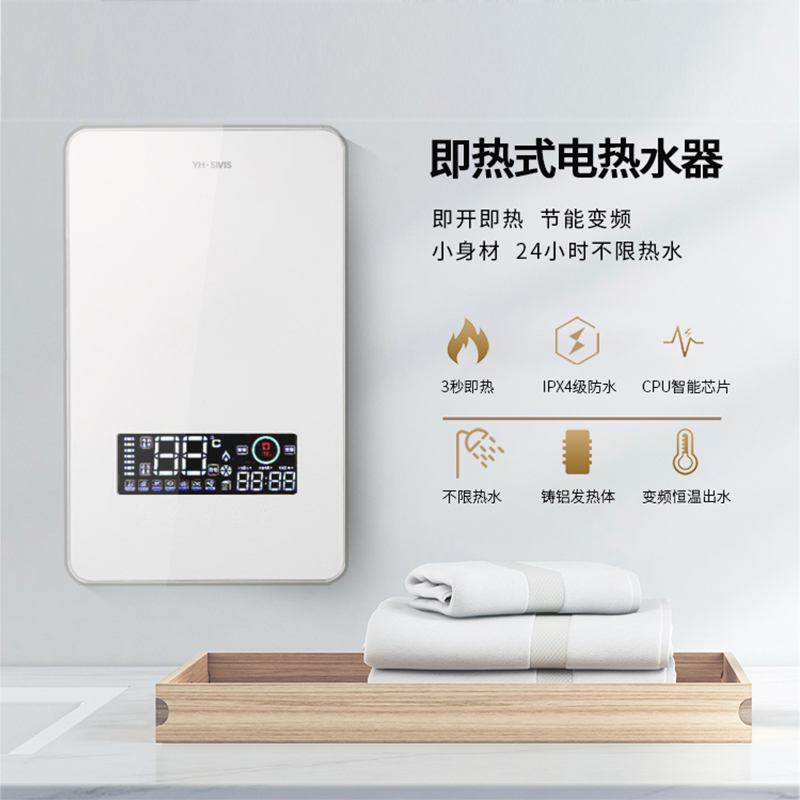 YH·SIVIS
即热式电热水器
即开即热 节能变频
小身材 24小时不限热水
3秒即热
IPX4级防水
CPU智能芯片
不限热水
铸铝发热体
变频恒温出水
88
℃
88:88